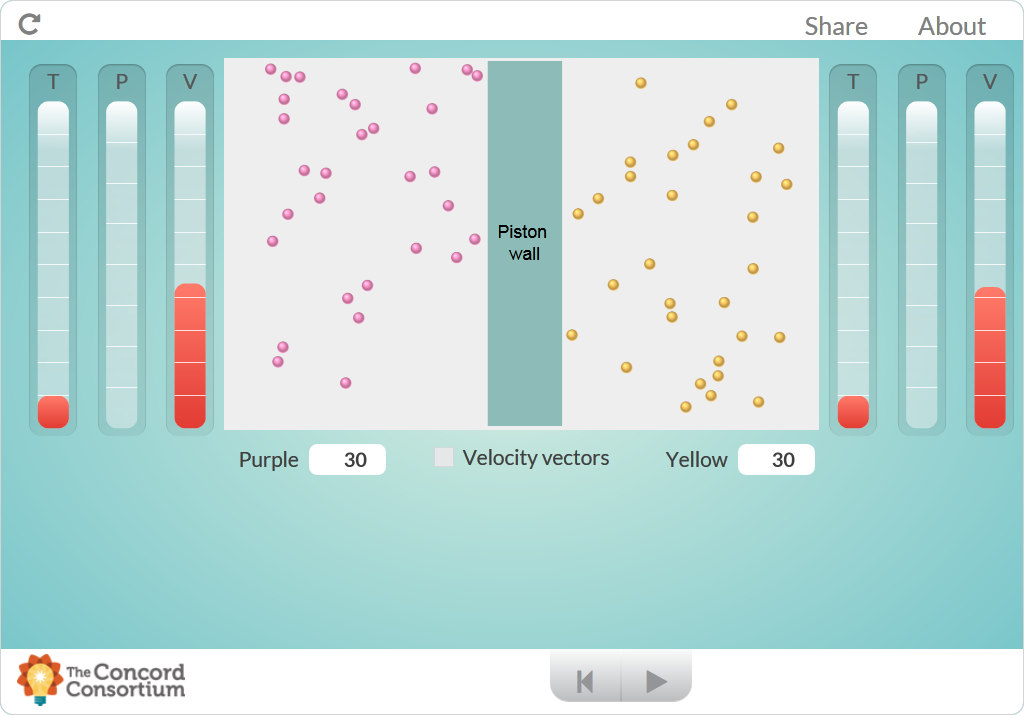 Share About
T P V T P V
Piston
wall
Purple 30 Velocity vectors Yellow 30
The Concord
Consortium